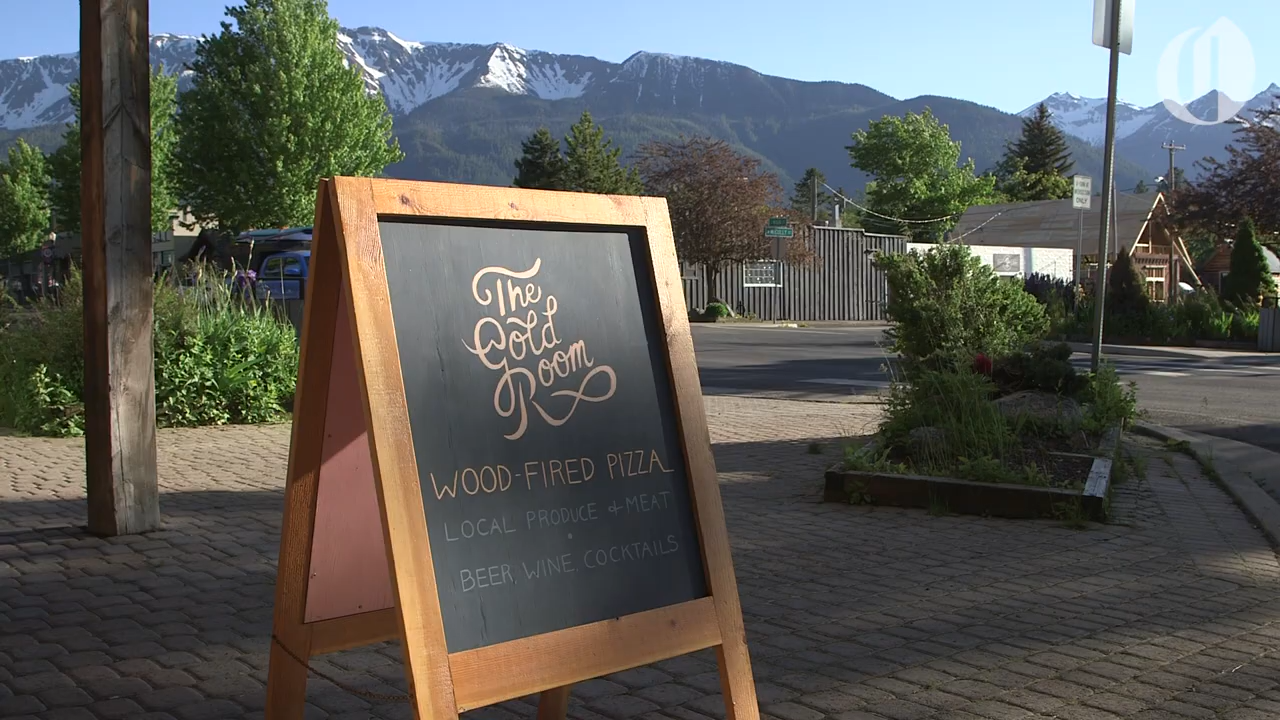 The
Gold
Room
WOOD-FIRED PIZZA
LOCAL PRODUCE & MEAT
BEER, WINE, COCKTAILS